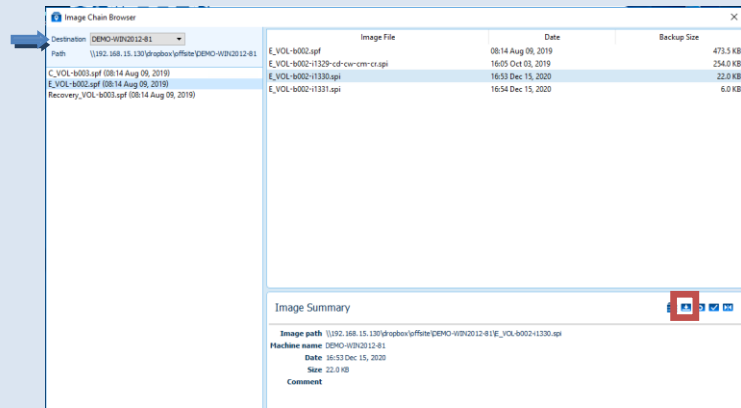 Image Chain Browser
Destination DEMO-WIN2012-81
Path \\192.168.15.130\dropbox\offsite\DEMO-WIN2012-81
C_VOL-b003.spf (08:14 Aug 09, 2019)
E_VOL-b002.spf (08:14 Aug 09, 2019)
Recovery_VOL-b003.spf (08:14 Aug 09, 2019)
Image File Date Backup Size
E_VOL-b002.spf 08:14 Aug 09, 2019 473.5 KB
E_VOL-b002-i1329-cd-cw-cm-cr.spi 16:05 Oct 03, 2019 254.0 KB
E_VOL-b002-i1330.spi 16:53 Dec 15, 2020 22.0 KB
E_VOL-b002-i1331.spi 16:54 Dec 15, 2020 6.0 KB
Image Summary
Image path \\192.168.15.130\dropbox\offsite\DEMO-WIN2012-81\E_VOL-b002-i1330.spi
Machine name DEMO-WIN2012-81
Date 16:53 Dec 15, 2020
Size 22.0 KB
Comment